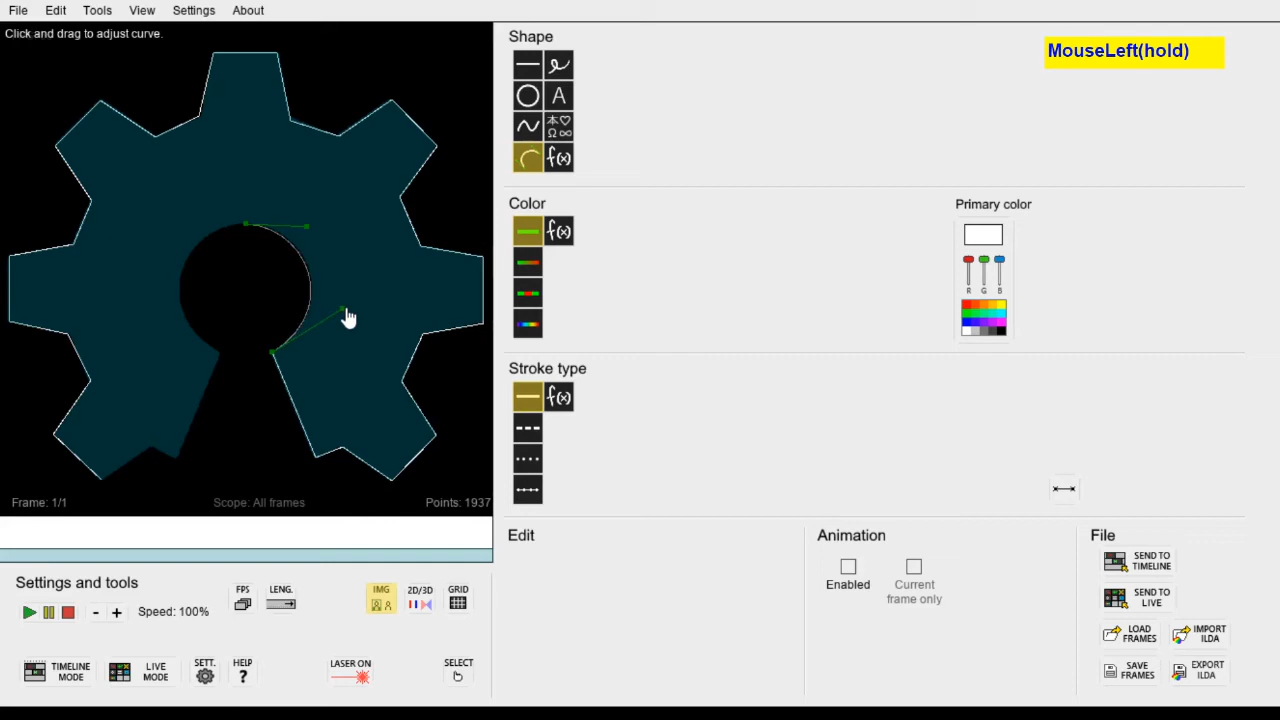 File Edit Tools View Settings About
Click and drag to adjust curve.
MouseLeft(hold)
Shape
A
本♡
Ω∞
f(x)
Color
f(x)
Primary color
R G B
Stroke type
f(x)
Frame: 1/1 Scope: All frames Points: 1937
Edit
Animation
Enabled
Current
frame only
File
SEND TO
TIMELINE
SEND TO
LIVE
LOAD
FRAMES
IMPORT
ILDA
SAVE
FRAMES
EXPORT
ILDA
Settings and tools
Speed: 100%
- +
FPS
LENG.
IMG
2D/3D
GRID
TIMELINE
MODE
LIVE
MODE
SETT.
HELP
?
LASER ON
SELECT